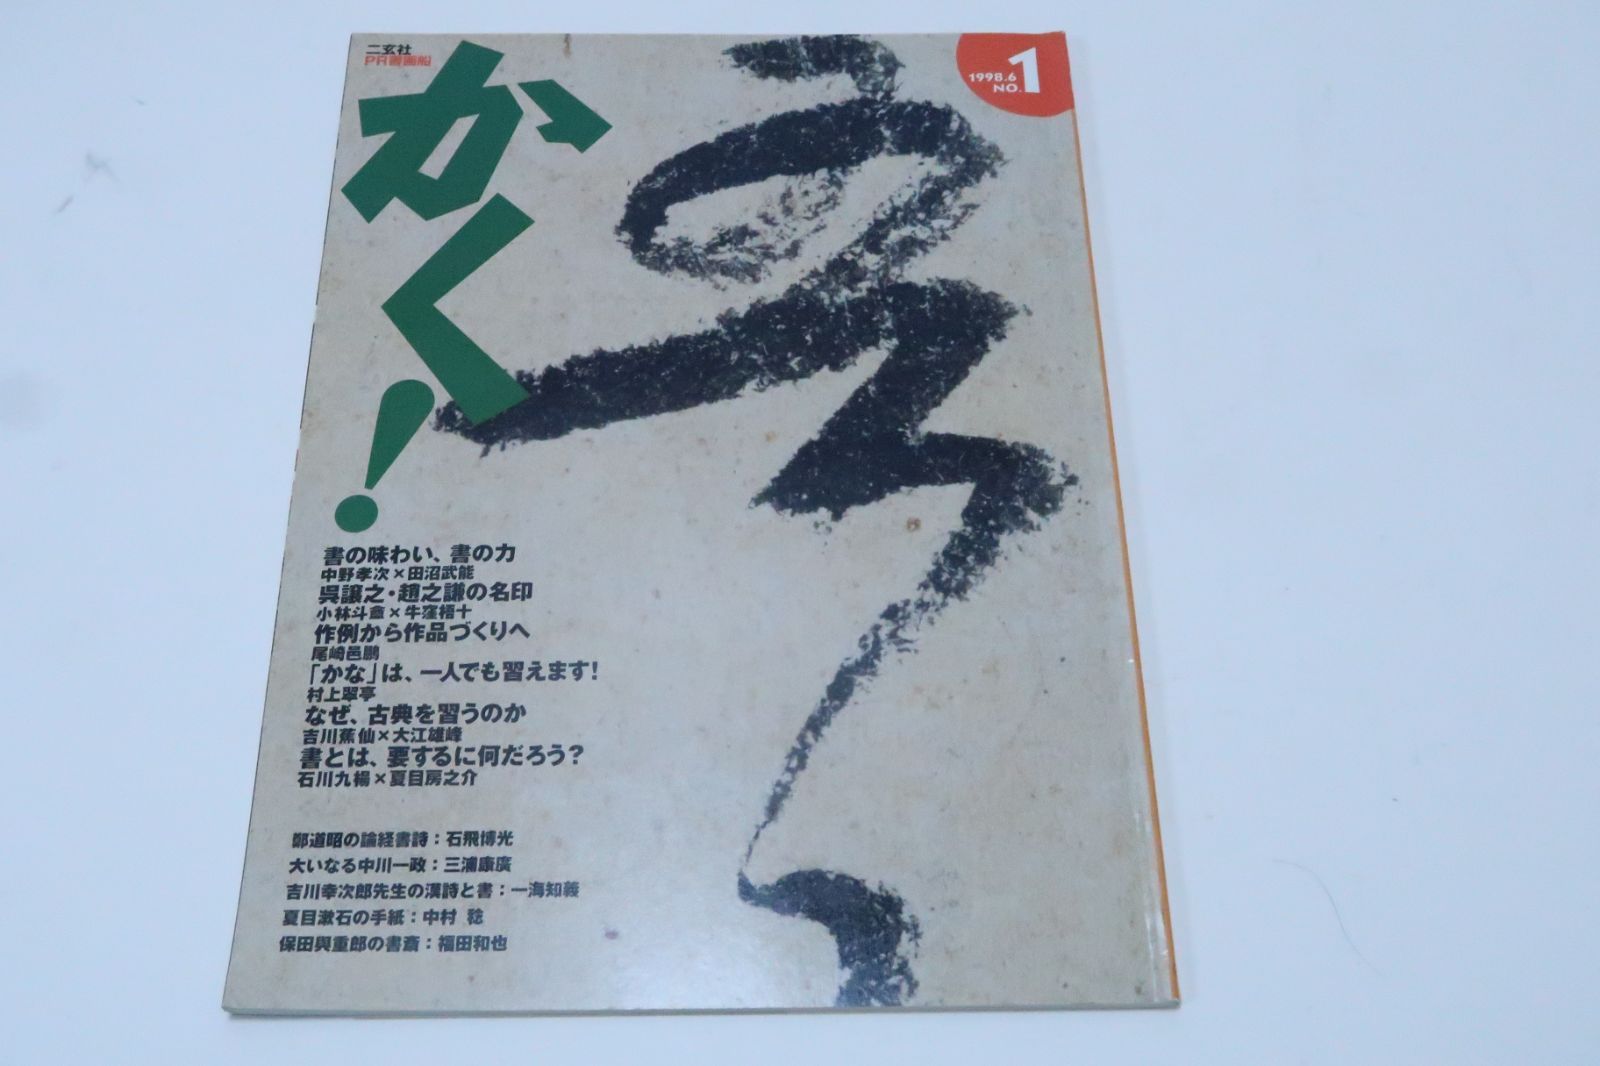 二玄社
PR書画船
かく!
1998.6
NO.1
書の味わい、書の力
中野孝次×田沼武能
呉譲之・趙之謙の名印
小林斗盦×牛窪梧十
作例から作品づくりへ
尾崎邑鵬
「かな」は、一人でも習えます!
村上翠亭
なぜ、古典を習うのか
吉川蕉仙×大江雄峰
書とは、要するに何だろう?
石川九楊×夏目房之介
鄭道昭の論経書詩:石飛博光
大いなる中川一政:三浦康廣
吉川幸次郎先生の漢詩と書:一海知義
夏目漱石の手紙:中村 稔
保田與重郎の書斎:福田和也